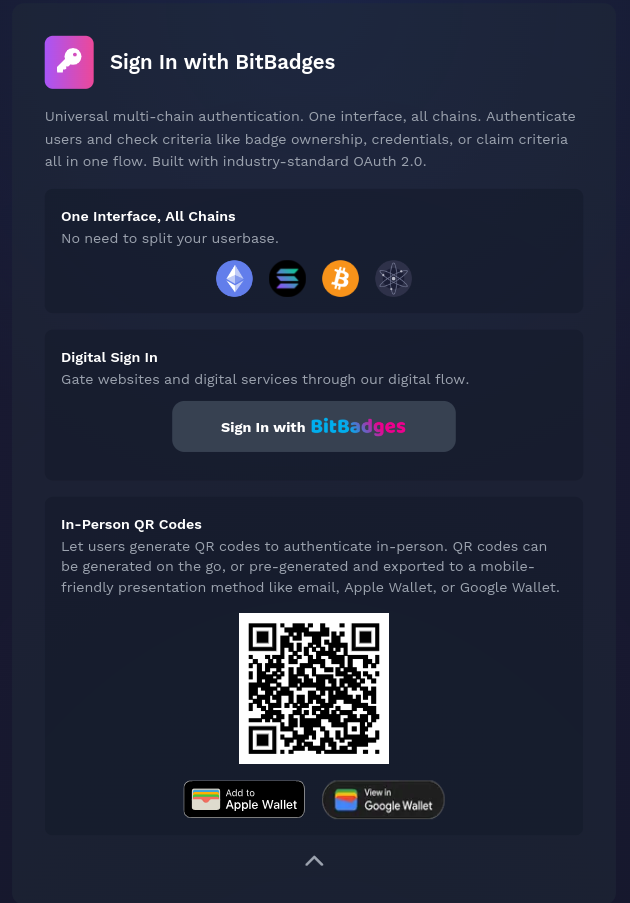 Sign In with BitBadges
Universal multi-chain authentication. One interface, all chains. Authenticate
users and check criteria like badge ownership, credentials, or claim criteria
all in one flow. Built with industry-standard OAuth 2.0.
One Interface, All Chains
No need to split your userbase.
Digital Sign In
Gate websites and digital services through our digital flow.
Sign In with BitBadges
In-Person QR Codes
Let users generate QR codes to authenticate in-person. QR codes can
be generated on the go, or pre-generated and exported to a mobile-
friendly presentation method like email, Apple Wallet, or Google Wallet.
Add to
Apple Wallet
View in
Google Wallet